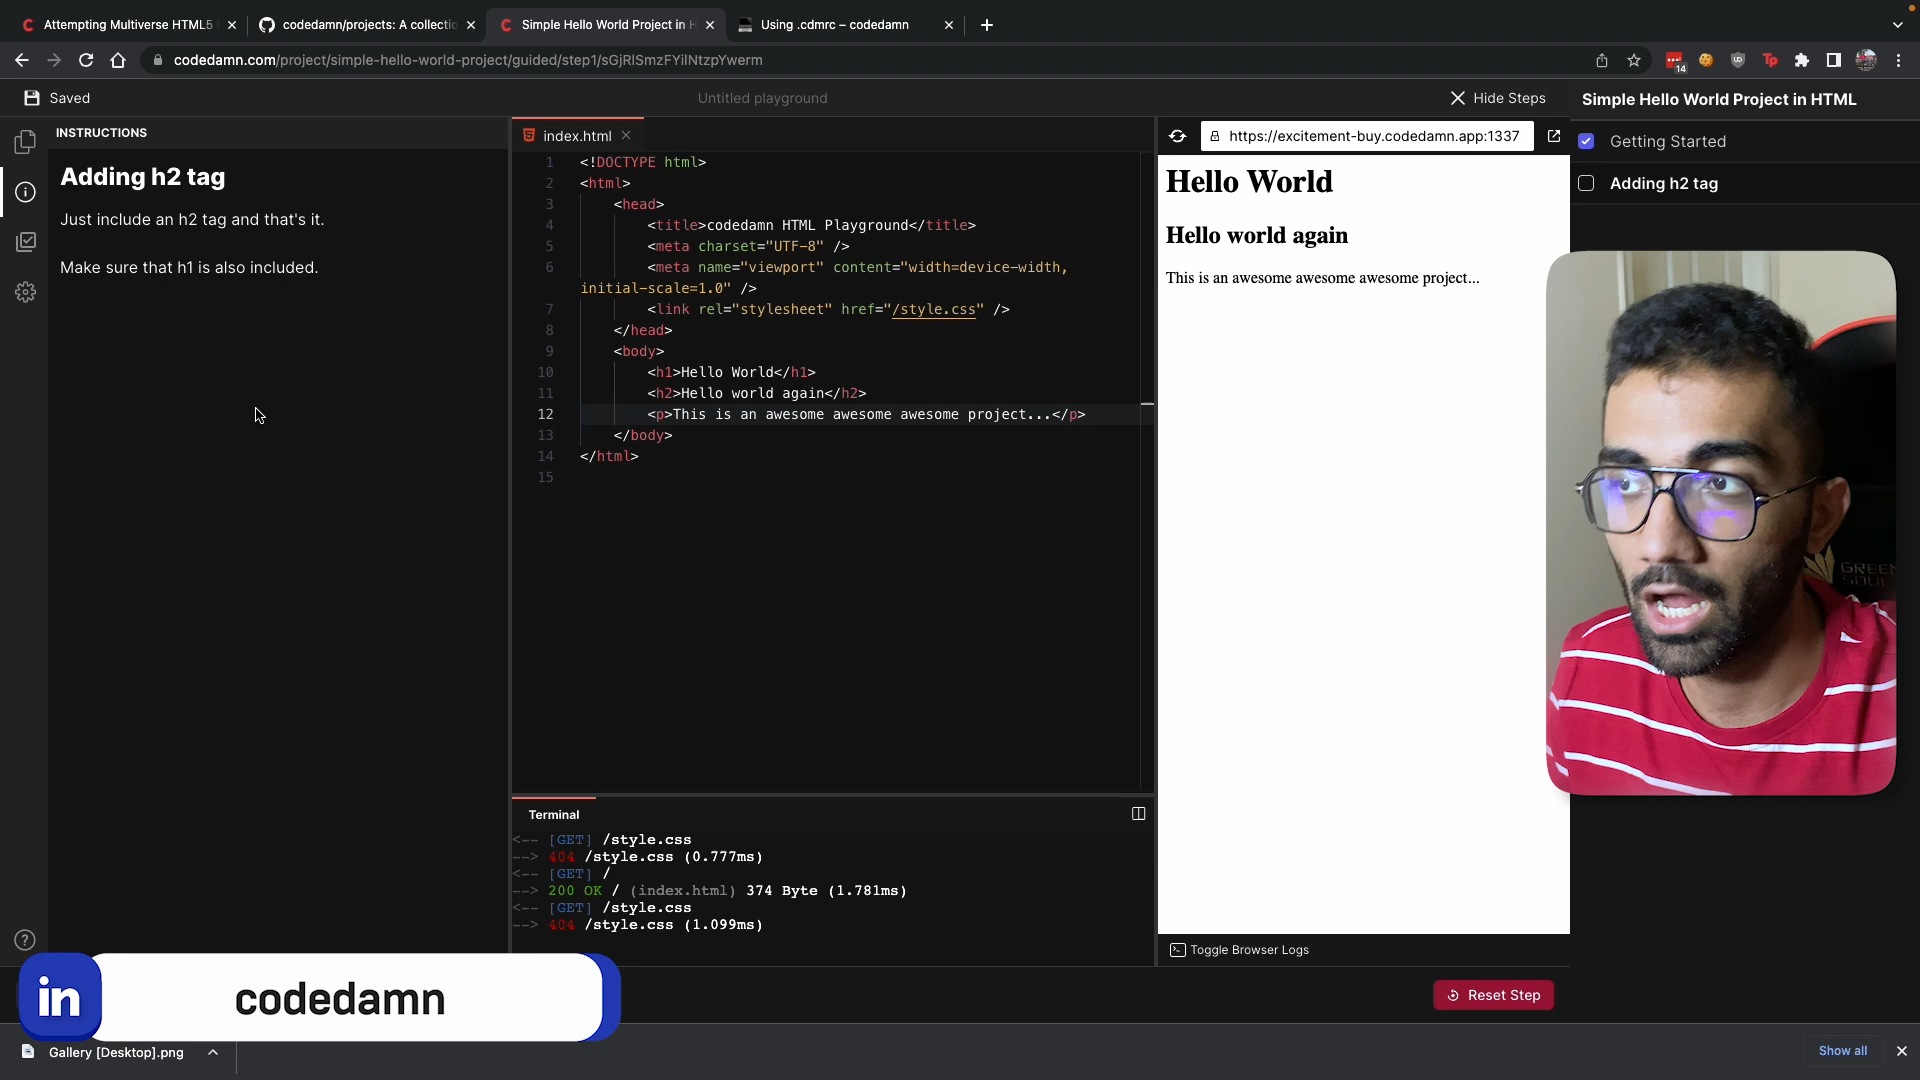 Attempting Multiverse HTML5
codedamn/projects: A collectio
Simple Hello World Project in H
Using .cdmrc – codedamn
codedamn.com/project/simple-hello-world-project/guided/step1/sGjRlSmzFYilNtzpYwerm
14
Saved
Untitled playground
Hide Steps
Simple Hello World Project in HTML
INSTRUCTIONS
Adding h2 tag
Just include an h2 tag and that's it.
Make sure that h1 is also included.
index.html
1 <!DOCTYPE html>
2 <html>
3 <head>
4 <title>codedamn HTML Playground</title>
5 <meta charset="UTF-8" />
6 <meta name="viewport" content="width=device-width,
initial-scale=1.0" />
7 <link rel="stylesheet" href="/style.css" />
8 </head>
9 <body>
10 <h1>Hello World</h1>
11 <h2>Hello world again</h2>
12 <p>This is an awesome awesome awesome project...</p>
13 </body>
14 </html>
15
Terminal
<-- [GET] /style.css
--> 404 /style.css (0.777ms)
<-- [GET] /
--> 200 OK / (index.html) 374 Byte (1.781ms)
<-- [GET] /style.css
--> 404 /style.css (1.099ms)
https://excitement-buy.codedamn.app:1337
Hello World
Hello world again
This is an awesome awesome awesome project...
Toggle Browser Logs
Getting Started
Adding h2 tag
GREEN
SOUL
Reset Step
in
codedamn
Gallery [Desktop].png
Show all